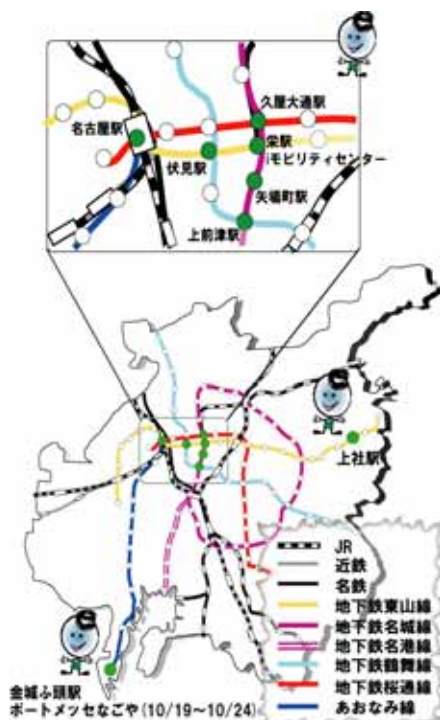 久屋大通駅
名古屋駅
栄駅
iモビリティセンター
伏見駅
矢場町駅
上前津駅
上社駅
JR
近鉄
名鉄
地下鉄東山線
地下鉄名城線
地下鉄名港線
地下鉄鶴舞線
地下鉄桜通線
あおなみ線
金城ふ頭駅
ポートメッセなごや(10/19～10/24)